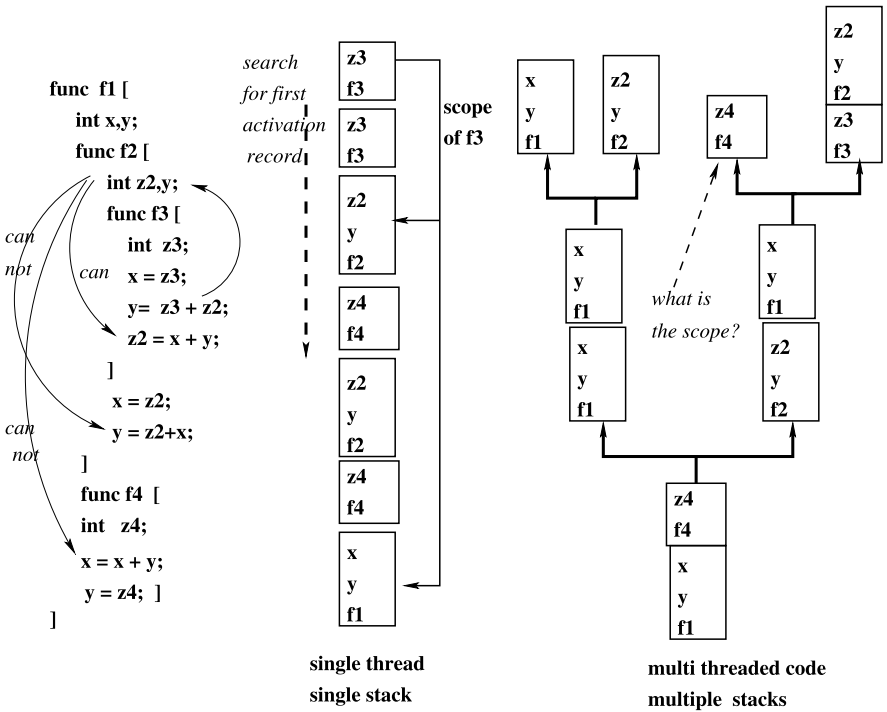 func f1 [
int x,y;
func f2 [
int z2,y;
func f3 [
int z3;
x = z3;
y= z3 + z2;
z2 = x + y;
]
x = z2;
y = z2+x;
]
func f4 [
int z4;
x = x + y;
y = z4; ]
]
can
not
can
can
not
search
for first
activation
record
z3
f3
z3
f3
z2
y
f2
z4
f4
z2
y
f2
z4
f4
x
y
f1
scope
of f3
single thread
single stack
x
y
f1
z2
y
f2
x
y
f1
x
y
f1
z4
f4
z2
y
f2
z3
f3
x
y
f1
z2
y
f2
what is
the scope?
z4
f4
x
y
f1
multi threaded code
multiple stacks